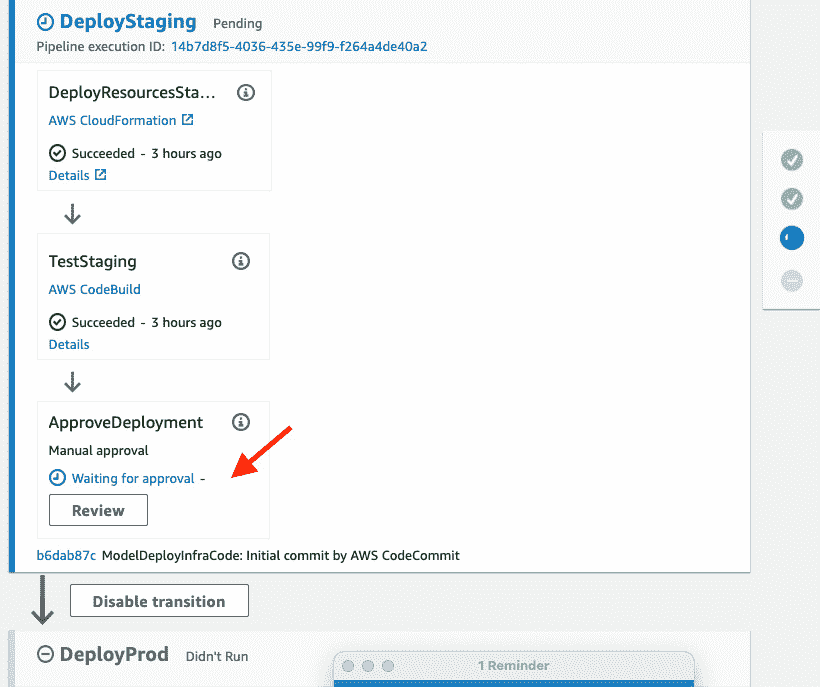 DeployStaging Pending
Pipeline execution ID: 14b7d8f5-4036-435e-99f9-f264a4de40a2
DeployResourcesSta...
AWS CloudFormation
Succeeded - 3 hours ago
Details
TestStaging
AWS CodeBuild
Succeeded - 3 hours ago
Details
ApproveDeployment
Manual approval
Waiting for approval -
Review
b6dab87c ModelDeployInfraCode: Initial commit by AWS CodeCommit
Disable transition
DeployProd Didn't Run
1 Reminder